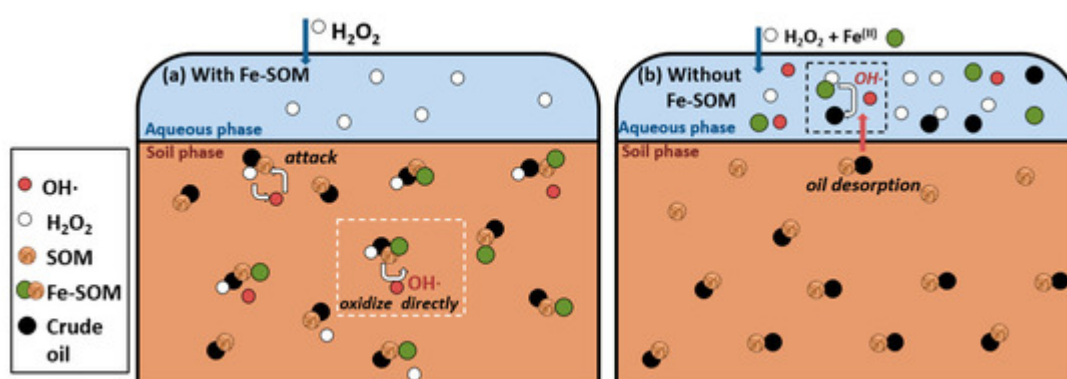 H₂O₂
(a) With Fe-SOM
Aqueous phase
Soil phase
attack
OH·
oxidize directly
H₂O₂ + Fe(II)
(b) Without
Fe-SOM
OH·
Aqueous phase
Soil phase
oil desorption
OH·
H₂O₂
SOM
Fe-SOM
Crude
oil